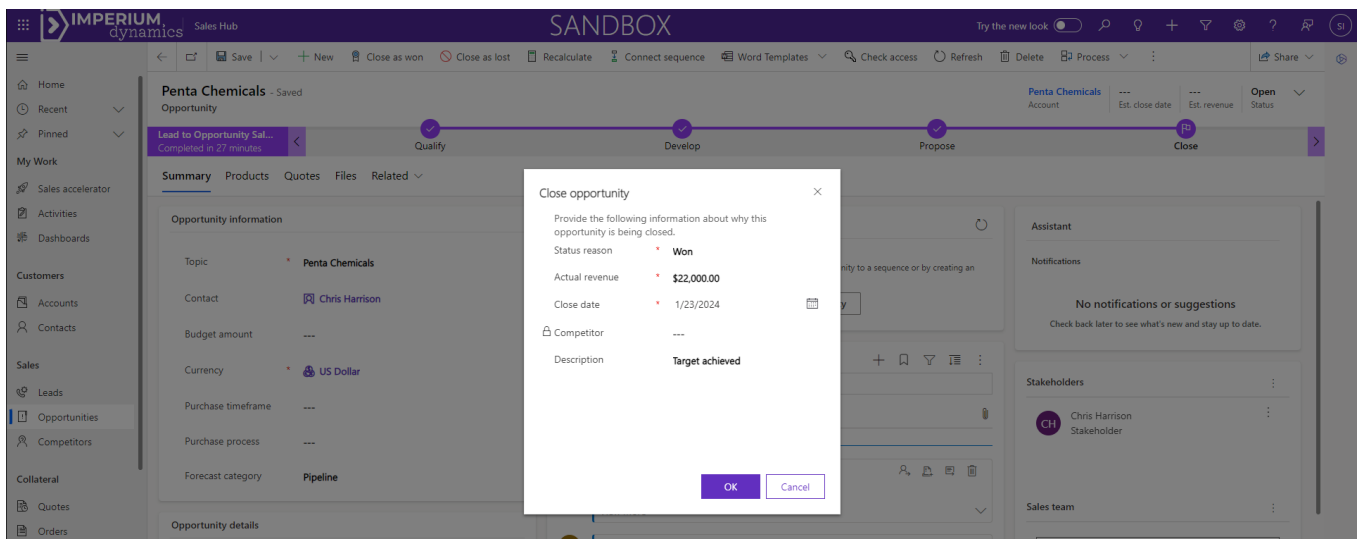 IMPERIUM
dynamics
Sales Hub
SANDBOX
Try the new look
SI
Save
New
Close as won
Close as lost
Recalculate
Connect sequence
Word Templates
Check access
Refresh
Delete
Process
Share
Home
Recent
Pinned
My Work
Sales accelerator
Activities
Dashboards
Customers
Accounts
Contacts
Sales
Leads
Opportunities
Competitors
Collateral
Quotes
Orders
Penta Chemicals - Saved
Opportunity
Penta Chemicals
Account
---
Est. close date
---
Est. revenue
Open
Status
Lead to Opportunity Sal...
Completed in 27 minutes
Qualify
Develop
Propose
Close
Summary Products Quotes Files Related
Opportunity information
Topic * Penta Chemicals
Contact Chris Harrison
Budget amount ---
Currency * US Dollar
Purchase timeframe ---
Purchase process ---
Forecast category Pipeline
Opportunity details
Close opportunity
Provide the following information about why this
opportunity is being closed.
Status reason * Won
Actual revenue * $22,000.00
Close date * 1/23/2024
Competitor ---
Description Target achieved
OK Cancel
nity to a sequence or by creating an
y
Assistant
Notifications
No notifications or suggestions
Check back later to see what's new and stay up to date.
Stakeholders
CH
Chris Harrison
Stakeholder
Sales team